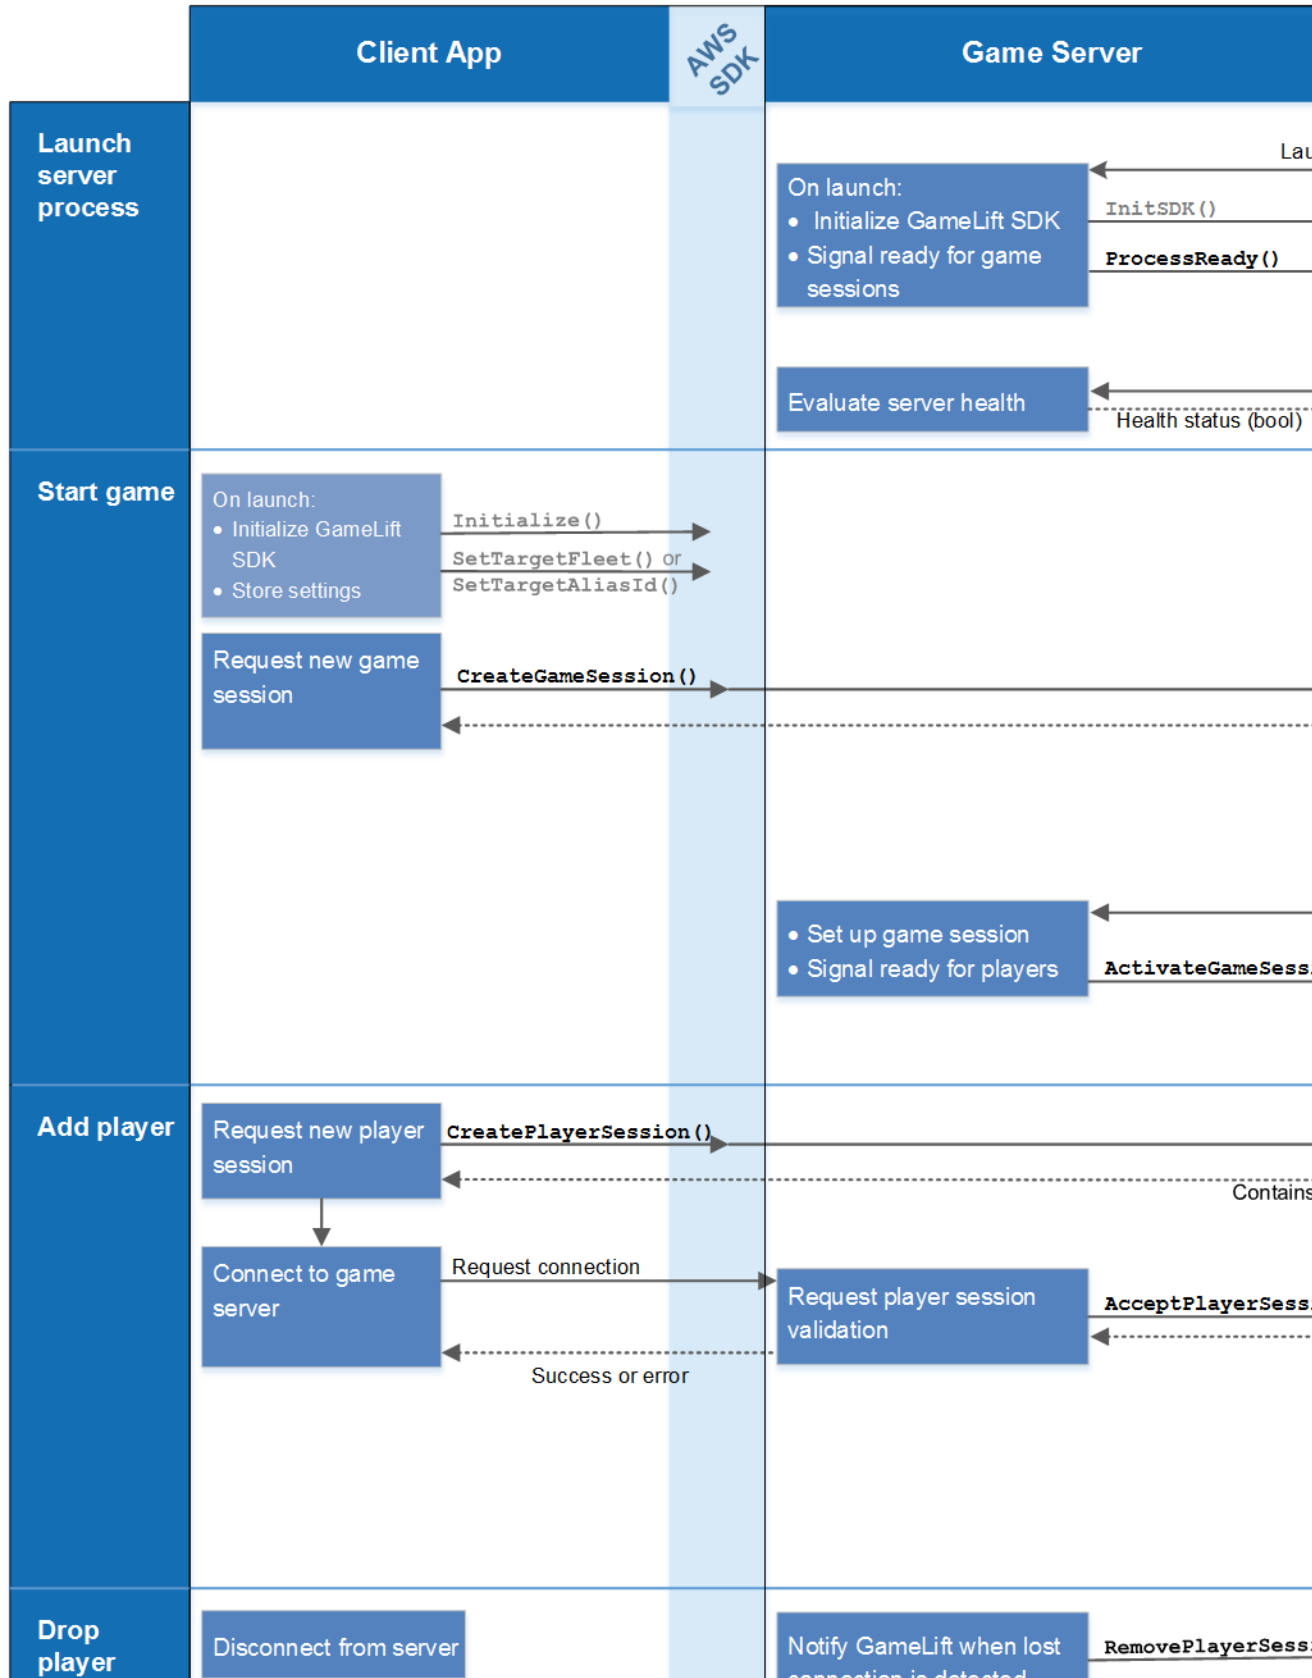 Client App
AWS
SDK
Game Server
Launch
server
process
Lau
On launch:
• Initialize GameLift SDK
• Signal ready for game
sessions
InitSDK()
ProcessReady()
Evaluate server health
Health status (bool)
Start game
On launch:
• Initialize GameLift
SDK
• Store settings
Initialize()
SetTargetFleet() or
SetTargetAliasId()
Request new game
session
CreateGameSession()
• Set up game session
• Signal ready for players
ActivateGameSess
Add player
Request new player
session
CreatePlayerSession()
Contains
Connect to game
server
Request connection
Request player session
validation
AcceptPlayerSess
Success or error
Drop
player
Disconnect from server
Notify GameLift when lost
connection is detected
RemovePlayerSess